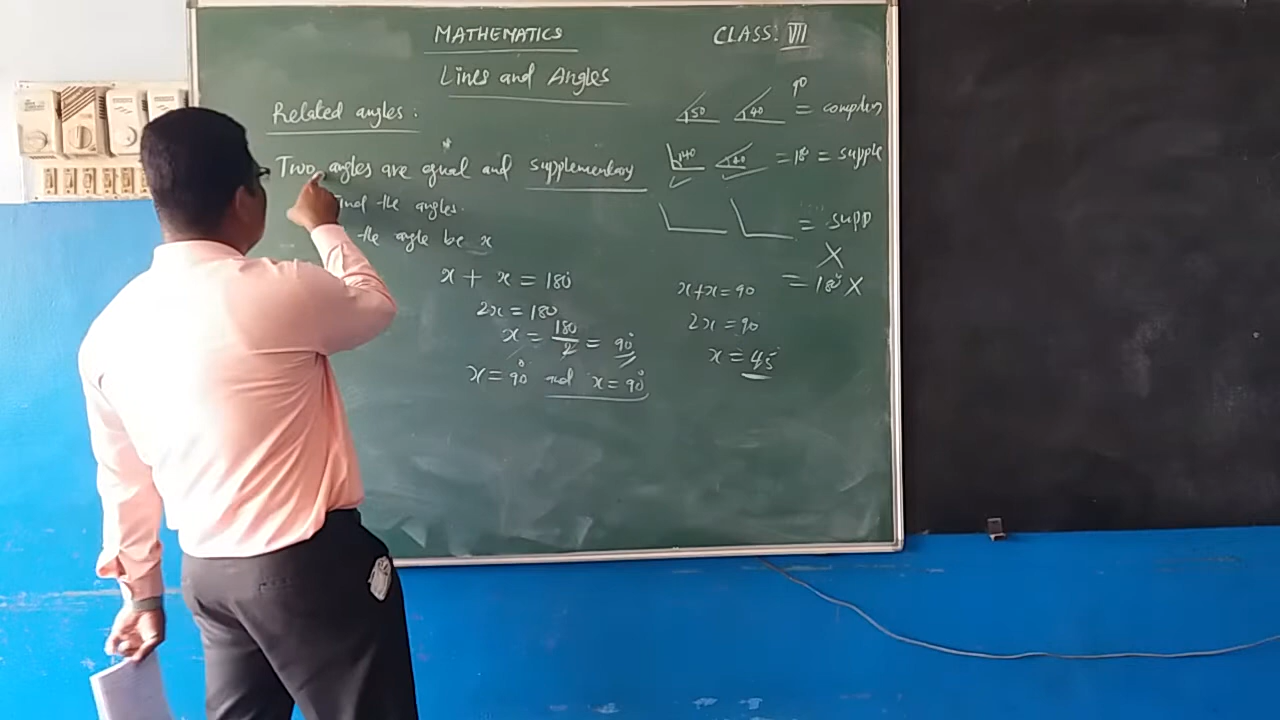 MATHEMATICS
CLASS: VII
Lines and Angles
Related angles:
Two angles are equal and supplementary
find the angles.
the angle be x
x + x = 180°
2x = 180
x = 180/2 = 90°
x = 90° and x = 90°
50 40 90 = complem
140 40 = 180 = supple
= supp
X
= 180° X
x+x = 90
2x = 90
x = 45